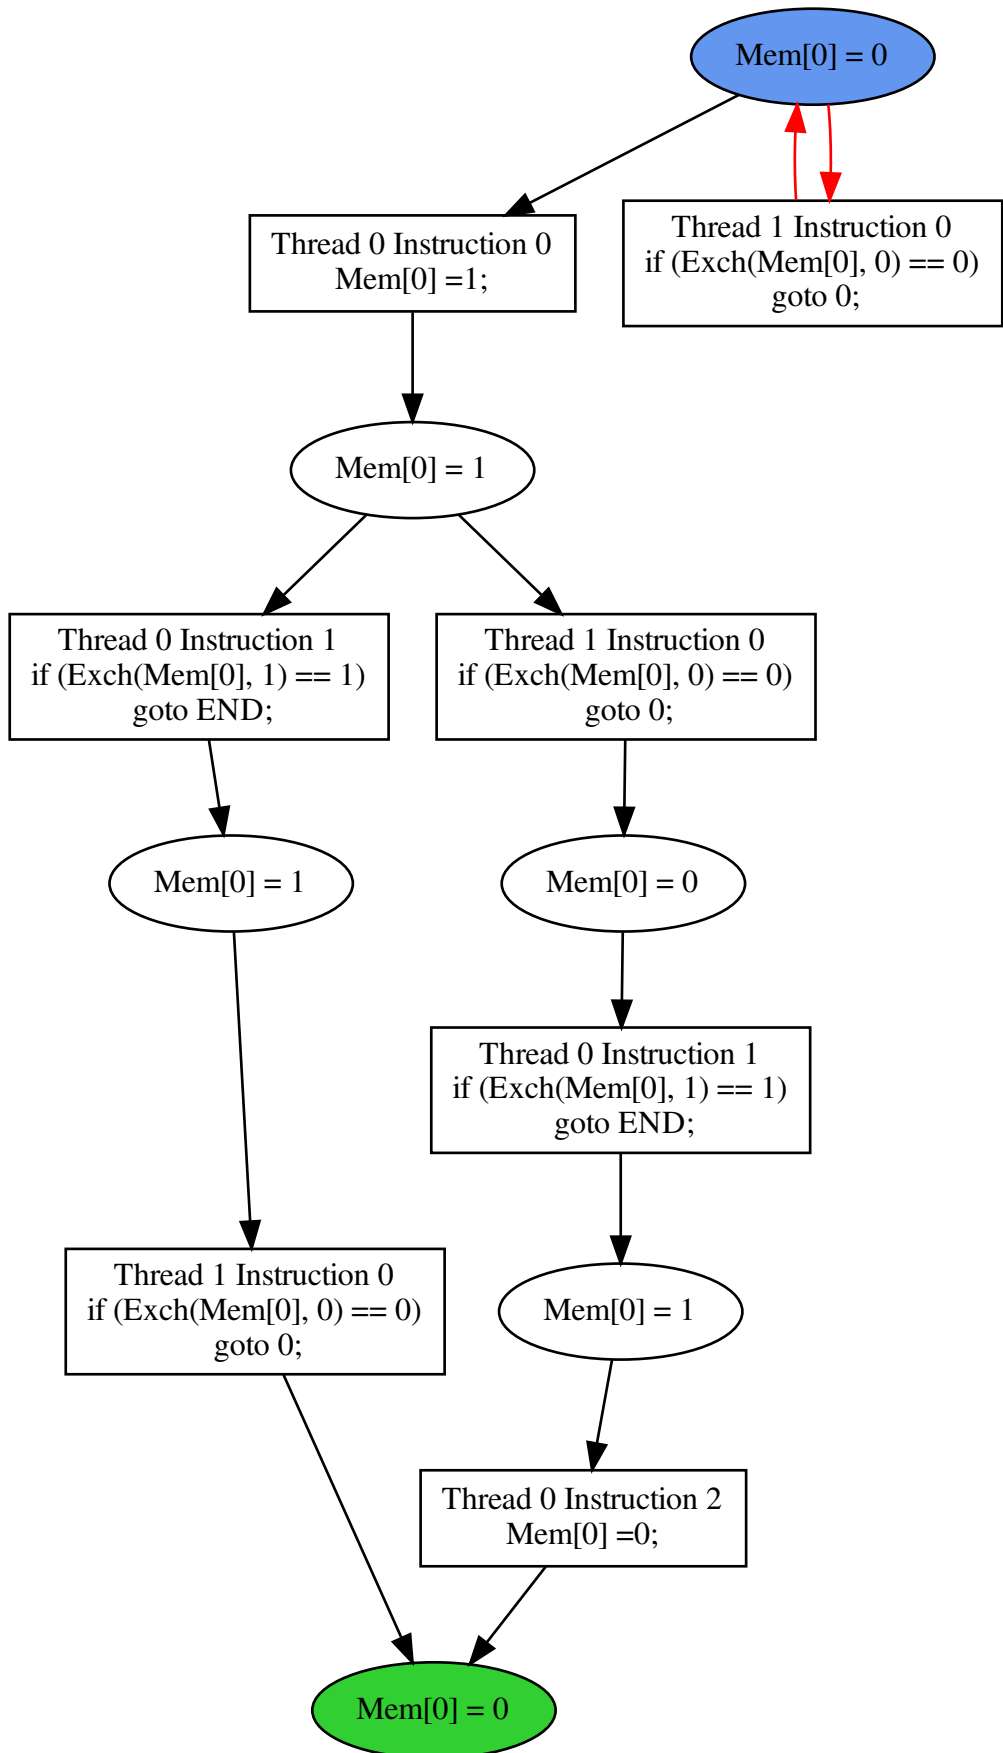 Mem[0] = 0
Thread 0 Instruction 0
Mem[0] =1;
Thread 1 Instruction 0
if (Exch(Mem[0], 0) == 0)
goto 0;
Mem[0] = 1
Thread 0 Instruction 1
if (Exch(Mem[0], 1) == 1)
goto END;
Thread 1 Instruction 0
if (Exch(Mem[0], 0) == 0)
goto 0;
Mem[0] = 1
Mem[0] = 0
Thread 0 Instruction 1
if (Exch(Mem[0], 1) == 1)
goto END;
Thread 1 Instruction 0
if (Exch(Mem[0], 0) == 0)
goto 0;
Mem[0] = 1
Thread 0 Instruction 2
Mem[0] =0;
Mem[0] = 0